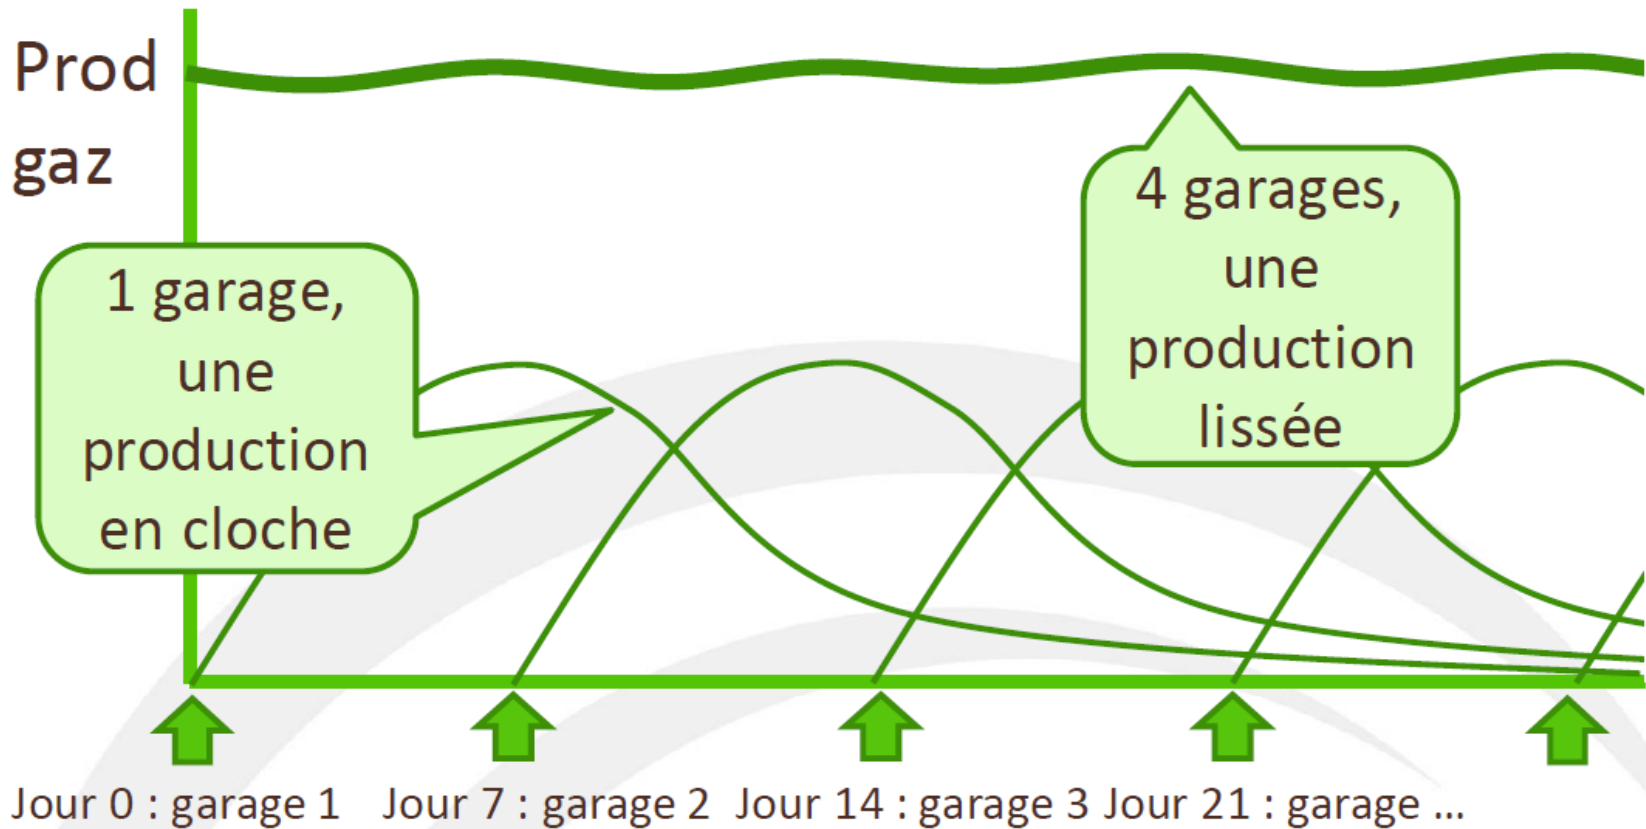 Prod
gaz
1 garage,
une
production
en cloche
4 garages,
une
production
lissée
Jour 0 : garage 1
Jour 7 : garage 2
Jour 14 : garage 3
Jour 21 : garage ...